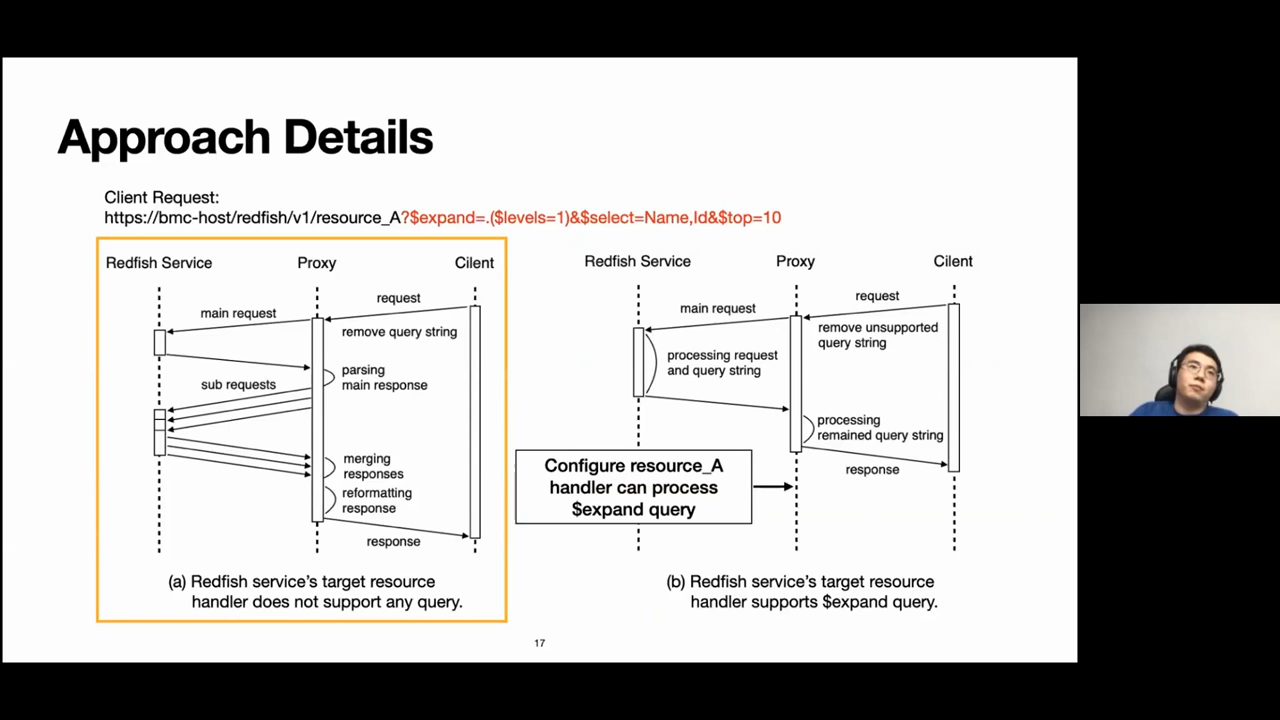 Approach Details
Client Request:
https://bmc-host/redfish/v1/resource_A?$expand=.($levels=1)&$select=Name,Id&$top=10
Redfish Service
Proxy
Cilent
main request
request
remove query string
parsing
main response
sub requests
merging
responses
reformatting
response
response
(a) Redfish service's target resource
handler does not support any query.
Redfish Service
Proxy
Cilent
main request
request
remove unsupported
query string
processing request
and query string
processing
remained query string
response
Configure resource_A
handler can process
$expand query
(b) Redfish service's target resource
handler supports $expand query.
17